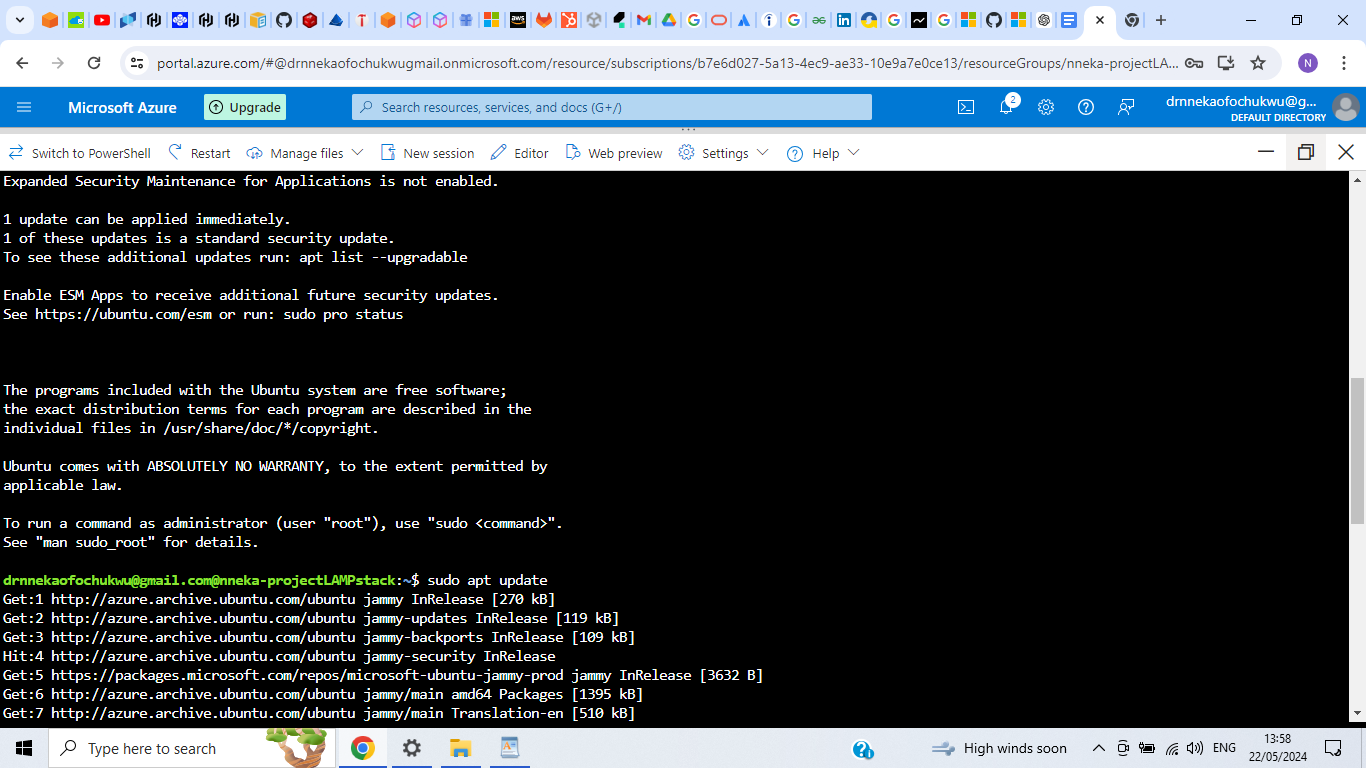 portal.azure.com/#@drnnekaofochukwugmail.onmicrosoft.com/resource/subscriptions/b7e6d027-5a13-4ec9-ae33-10e9a7e0ce13/resourceGroups/nneka-projectLA...
N
Microsoft Azure
Upgrade
Search resources, services, and docs (G+/)
2
drnnekaofochukwu@g...
DEFAULT DIRECTORY
Switch to PowerShell
Restart
Manage files
New session
Editor
Web preview
Settings
Help
Expanded Security Maintenance for Applications is not enabled.
1 update can be applied immediately.
1 of these updates is a standard security update.
To see these additional updates run: apt list --upgradable
Enable ESM Apps to receive additional future security updates.
See https://ubuntu.com/esm or run: sudo pro status
The programs included with the Ubuntu system are free software;
the exact distribution terms for each program are described in the
individual files in /usr/share/doc/*/copyright.
Ubuntu comes with ABSOLUTELY NO WARRANTY, to the extent permitted by
applicable law.
To run a command as administrator (user "root"), use "sudo <command>".
See "man sudo_root" for details.
drnnekaofochukwu@gmail.com@nneka-projectLAMPstack:~$ sudo apt update
Get:1 http://azure.archive.ubuntu.com/ubuntu jammy InRelease [270 kB]
Get:2 http://azure.archive.ubuntu.com/ubuntu jammy-updates InRelease [119 kB]
Get:3 http://azure.archive.ubuntu.com/ubuntu jammy-backports InRelease [109 kB]
Hit:4 http://azure.archive.ubuntu.com/ubuntu jammy-security InRelease
Get:5 https://packages.microsoft.com/repos/microsoft-ubuntu-jammy-prod jammy InRelease [3632 B]
Get:6 http://azure.archive.ubuntu.com/ubuntu jammy/main amd64 Packages [1395 kB]
Get:7 http://azure.archive.ubuntu.com/ubuntu jammy/main Translation-en [510 kB]
Type here to search
High winds soon
ENG
13:58
22/05/2024